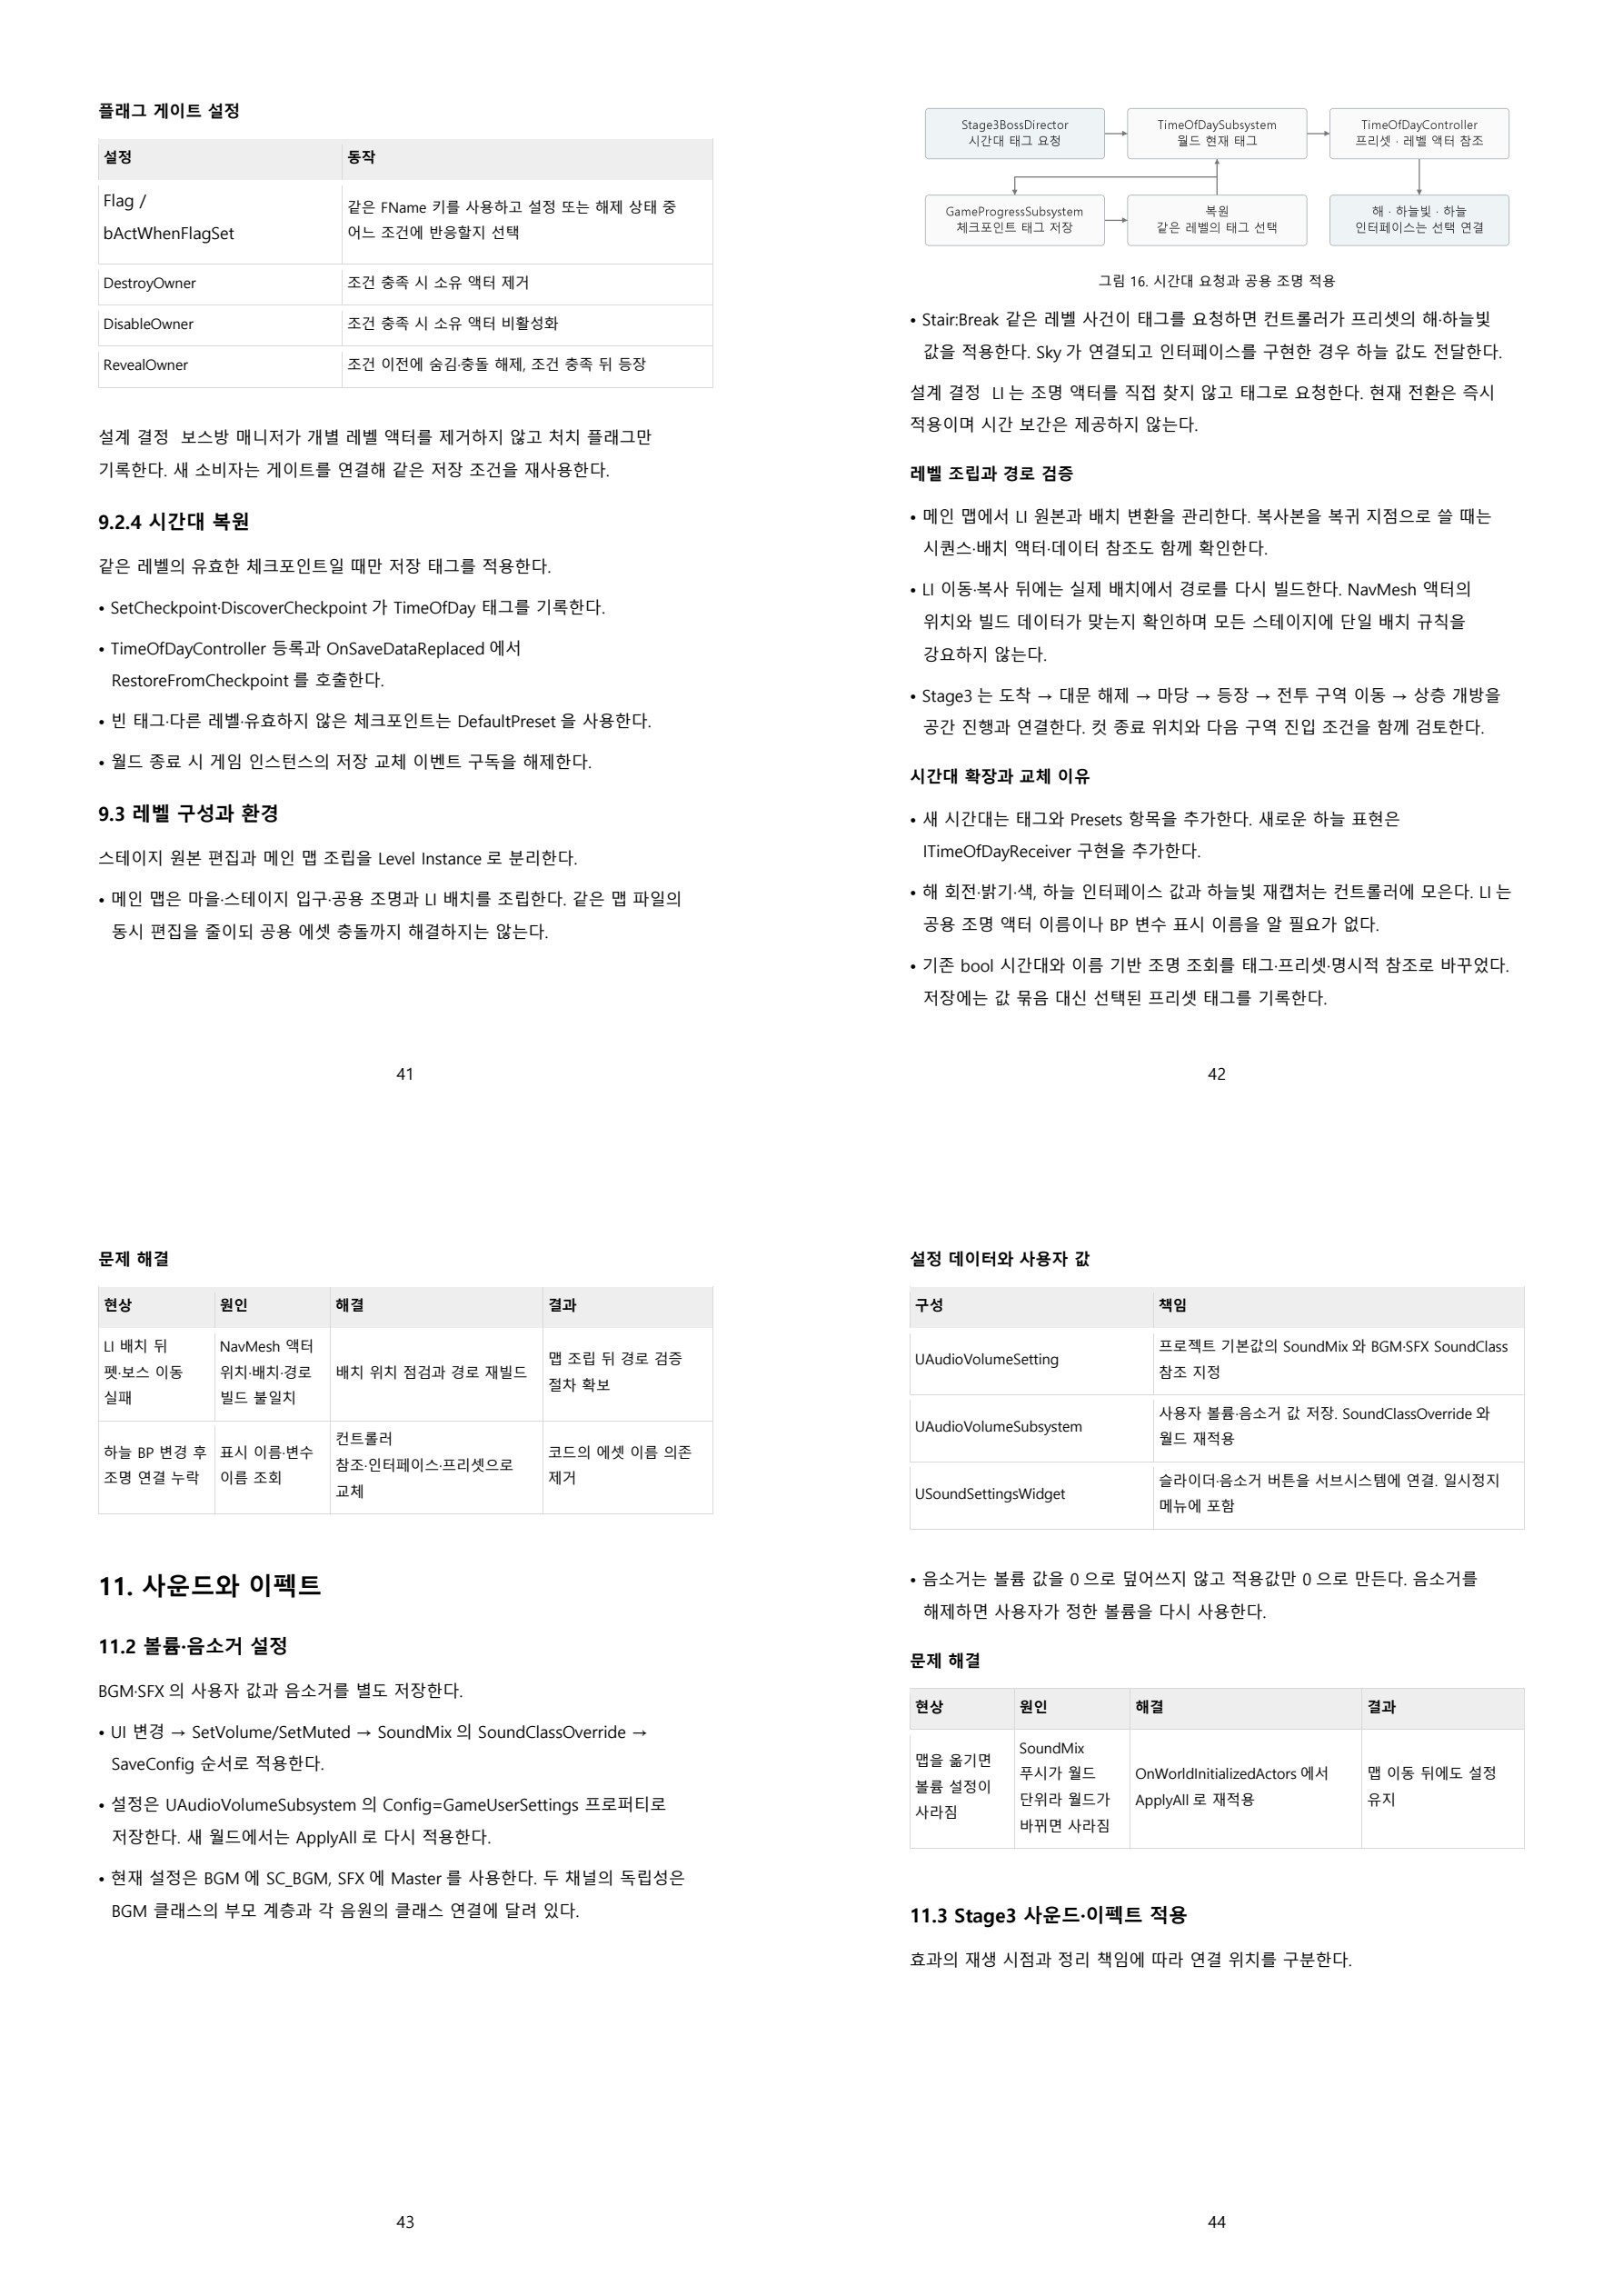 플래그 게이트 설정
설정 동작
Flag /
bActWhenFlagSet
같은 FName 키를 사용하고 설정 또는 해제 상태 중
어느 조건에 반응할지 선택
DestroyOwner 조건 충족 시 소유 액터 제거
DisableOwner 조건 충족 시 소유 액터 비활성화
RevealOwner 조건 이전에 숨김·충돌 해제, 조건 충족 뒤 등장
설계 결정 보스방 매니저가 개별 레벨 액터를 제거하지 않고 처치 플래그만
기록한다. 새 소비자는 게이트를 연결해 같은 저장 조건을 재사용한다.
9.2.4 시간대 복원
같은 레벨의 유효한 체크포인트일 때만 저장 태그를 적용한다.
• SetCheckpoint·DiscoverCheckpoint 가 TimeOfDay 태그를 기록한다.
• TimeOfDayController 등록과 OnSaveDataReplaced 에서
RestoreFromCheckpoint 를 호출한다.
• 빈 태그·다른 레벨·유효하지 않은 체크포인트는 DefaultPreset 을 사용한다.
• 월드 종료 시 게임 인스턴스의 저장 교체 이벤트 구독을 해제한다.
9.3 레벨 구성과 환경
스테이지 원본 편집과 메인 맵 조립을 Level Instance 로 분리한다.
• 메인 맵은 마을·스테이지 입구·공용 조명과 LI 배치를 조립한다. 같은 맵 파일의
동시 편집을 줄이되 공용 에셋 충돌까지 해결하지는 않는다.
41
Stage3BossDirector
시간대 태그 요청
TimeOfDaySubsystem
월드 현재 태그
TimeOfDayController
프리셋 · 레벨 액터 참조
GameProgressSubsystem
체크포인트 태그 저장
복원
같은 레벨의 태그 선택
해 · 하늘빛 · 하늘
인터페이스는 선택 연결
그림 16. 시간대 요청과 공용 조명 적용
• Stair:Break 같은 레벨 사건이 태그를 요청하면 컨트롤러가 프리셋의 해·하늘빛
값을 적용한다. Sky 가 연결되고 인터페이스를 구현한 경우 하늘 값도 전달한다.
설계 결정 LI 는 조명 액터를 직접 찾지 않고 태그로 요청한다. 현재 전환은 즉시
적용이며 시간 보간은 제공하지 않는다.
레벨 조립과 경로 검증
• 메인 맵에서 LI 원본과 배치 변환을 관리한다. 복사본을 복귀 지점으로 쓸 때는
시퀀스·배치 액터·데이터 참조도 함께 확인한다.
• LI 이동·복사 뒤에는 실제 배치에서 경로를 다시 빌드한다. NavMesh 액터의
위치와 빌드 데이터가 맞는지 확인하며 모든 스테이지에 단일 배치 규칙을
강요하지 않는다.
• Stage3 는 도착 → 대문 해제 → 마당 → 등장 → 전투 구역 이동 → 상층 개방을
공간 진행과 연결한다. 컷 종료 위치와 다음 구역 진입 조건을 함께 검토한다.
시간대 확장과 교체 이유
• 새 시간대는 태그와 Presets 항목을 추가한다. 새로운 하늘 표현은
ITimeOfDayReceiver 구현을 추가한다.
• 해 회전·밝기·색, 하늘 인터페이스 값과 하늘빛 재캡처는 컨트롤러에 모은다. LI 는
공용 조명 액터 이름이나 BP 변수 표시 이름을 알 필요가 없다.
• 기존 bool 시간대와 이름 기반 조명 조회를 태그·프리셋·명시적 참조로 바꾸었다.
저장에는 값 묶음 대신 선택된 프리셋 태그를 기록한다.
42
문제 해결
현상 원인 해결 결과
LI 배치 뒤
펫·보스 이동
실패
NavMesh 액터
위치·배치·경로
빌드 불일치
배치 위치 점검과 경로 재빌드
맵 조립 뒤 경로 검증
절차 확보
하늘 BP 변경 후
조명 연결 누락
표시 이름·변수
이름 조회
컨트롤러
참조·인터페이스·프리셋으로
교체
코드의 에셋 이름 의존
제거
11. 사운드와 이펙트
11.2 볼륨·음소거 설정
BGM·SFX 의 사용자 값과 음소거를 별도 저장한다.
• UI 변경 → SetVolume/SetMuted → SoundMix 의 SoundClassOverride →
SaveConfig 순서로 적용한다.
• 설정은 UAudioVolumeSubsystem 의 Config=GameUserSettings 프로퍼티로
저장한다. 새 월드에서는 ApplyAll 로 다시 적용한다.
• 현재 설정은 BGM 에 SC_BGM, SFX 에 Master 를 사용한다. 두 채널의 독립성은
BGM 클래스의 부모 계층과 각 음원의 클래스 연결에 달려 있다.
43
설정 데이터와 사용자 값
구성 책임
UAudioVolumeSetting
프로젝트 기본값의 SoundMix 와 BGM·SFX SoundClass
참조 지정
UAudioVolumeSubsystem
사용자 볼륨·음소거 값 저장. SoundClassOverride 와
월드 재적용
USoundSettingsWidget
슬라이더·음소거 버튼을 서브시스템에 연결. 일시정지
메뉴에 포함
• 음소거는 볼륨 값을 0 으로 덮어쓰지 않고 적용값만 0 으로 만든다. 음소거를
해제하면 사용자가 정한 볼륨을 다시 사용한다.
문제 해결
현상 원인 해결 결과
맵을 옮기면
볼륨 설정이
사라짐
SoundMix
푸시가 월드
단위라 월드가
바뀌면 사라짐
OnWorldInitializedActors 에서
ApplyAll 로 재적용
맵 이동 뒤에도 설정
유지
11.3 Stage3 사운드·이펙트 적용
효과의 재생 시점과 정리 책임에 따라 연결 위치를 구분한다.
44